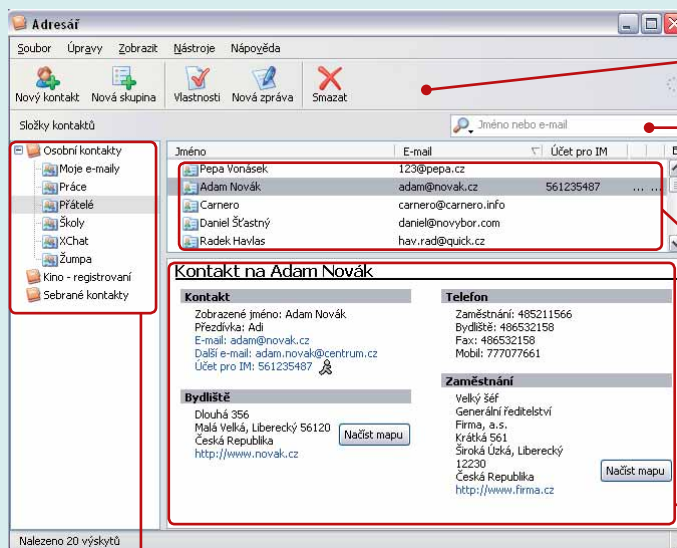 Adresář
Soubor Úpravy Zobrazit Nástroje Nápověda
Nový kontakt Nová skupina Vlastnosti Nová zpráva Smazat
Složky kontaktů
Jméno nebo e-mail
Osobní kontakty
Moje e-maily
Práce
Přátelé
Školy
XChat
Žumpa
Kino - registrovaní
Sebrané kontakty
Jméno E-mail Účet pro IM
Pepa Vonásek 123@pepa.cz
Adam Novák adam@novak.cz 561235487 ... ...
Carnero carnero@carnero.info
Daniel Šťastný daniel@novybor.com
Radek Havlas hav.rad@quick.cz
Kontakt na Adam Novák
Kontakt
Zobrazené jméno: Adam Novák
Přezdívka: Adi
E-mail: adam@novak.cz
Další e-mail: adam.novak@centrum.cz
Účet pro IM: 561235487
Bydliště
Dlouhá 356
Malá Velká, Liberecký 56120
Česká Republika
http://www.novak.cz
Načíst mapu
Telefon
Zaměstnání: 485211566
Bydliště: 486532158
Fax: 486532158
Mobil: 777077661
Zaměstnání
Velký šéf
Generální ředitelství
Firma, a.s.
Krátká 561
Široká Úzká, Liberecký
12230
Česká Republika
http://www.firma.cz
Načíst mapu
Nalezeno 20 výskytů